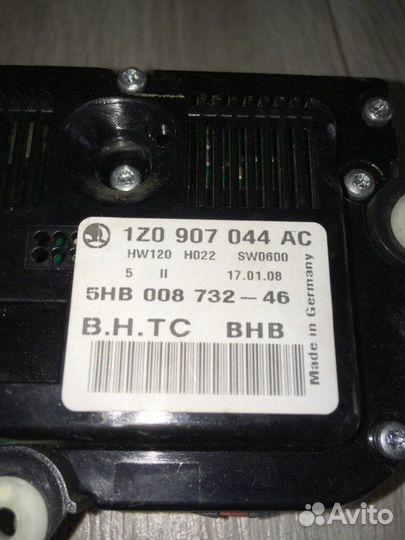 1Z0 907 044 AC
HW120 H022 SW0600
5 II 17.01.08
5HB 008 732-46
B.H.TC BHB
Made in Germany
Avito